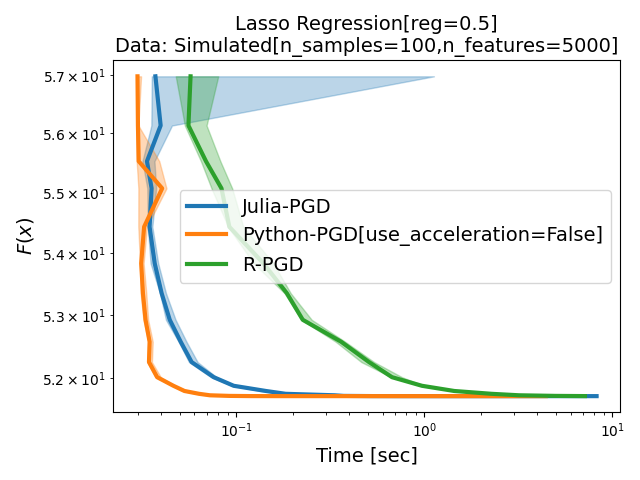 Lasso Regression[reg=0.5]
Data: Simulated[n_samples=100,n_features=5000]
5.7 × 10¹
5.6 × 10¹
5.5 × 10¹
5.4 × 10¹
5.3 × 10¹
5.2 × 10¹
F(x)
Julia-PGD
Python-PGD[use_acceleration=False]
R-PGD
10⁻¹
10⁰
10¹
Time [sec]